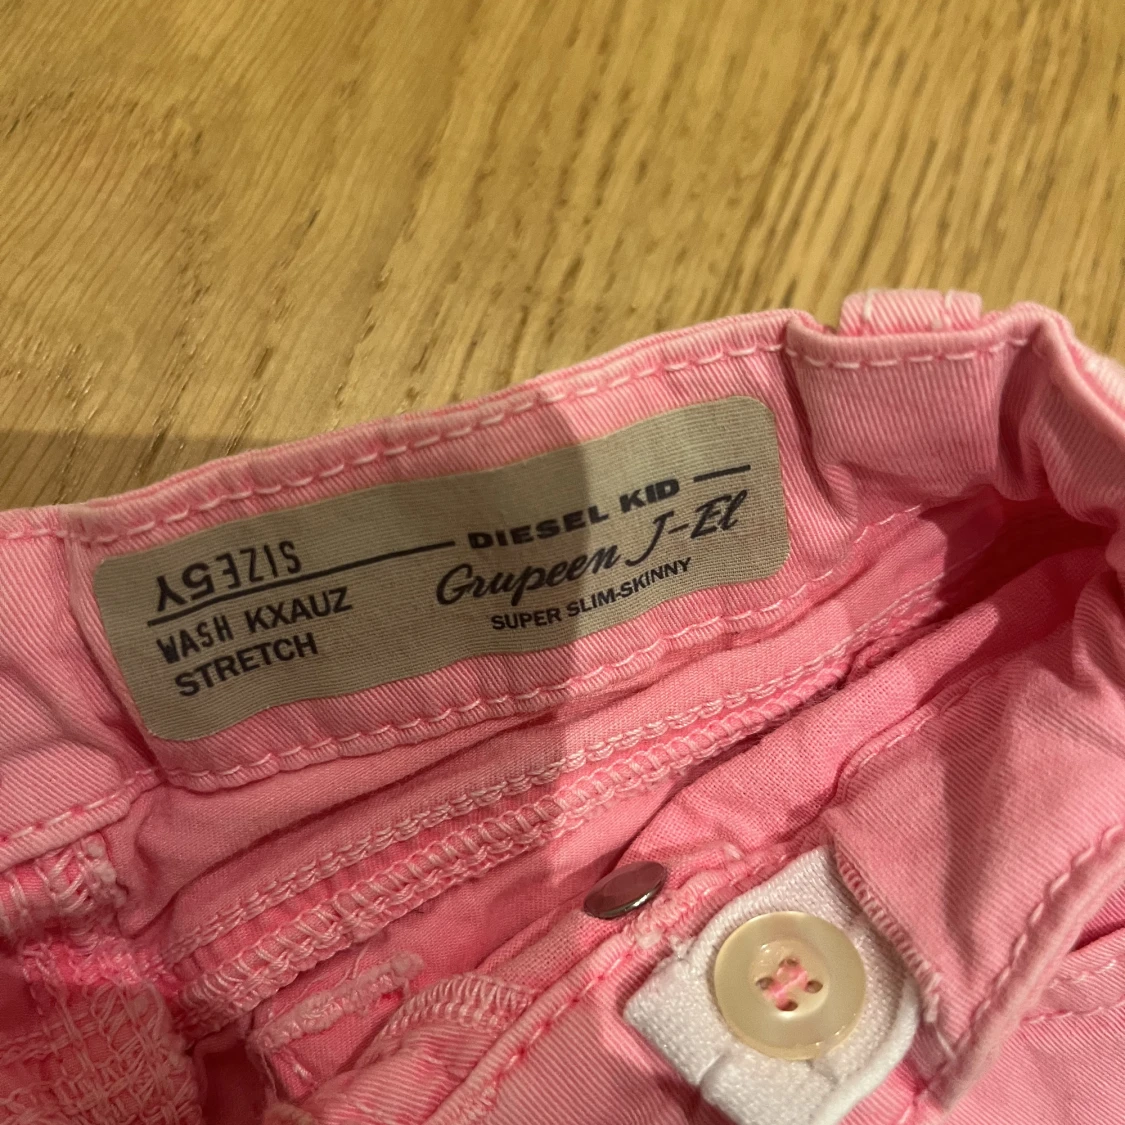 SIZE5Y
DIESEL KID
WASH KXAUZ
Grupeen J-El
STRETCH
SUPER SLIM-SKINNY